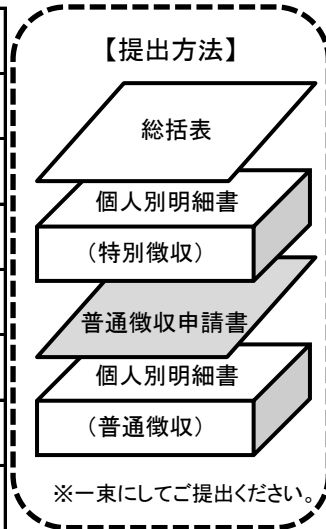 【提出方法】
総括表
個人別明細書
（特別徴収）
普通徴収申請書
個人別明細書
（普通徴収）
※一束にしてご提出ください。